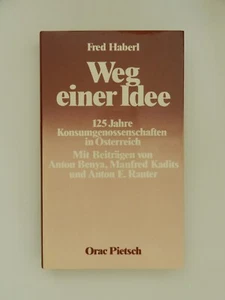 Fred Haberl
Weg
einer Idee
125 Jahre
Konsumgenossenschaften
in Österreich
Mit Beiträgen von
Anton Benya, Manfred Kadits
und Anton E. Rauter
Orac Pietsch